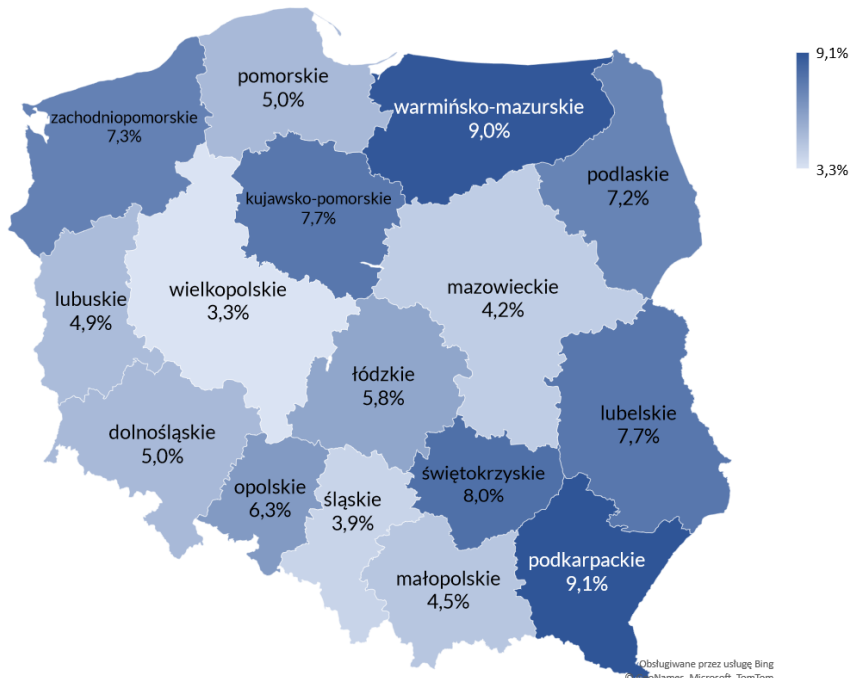 pomorskie
5,0%
warmińsko-mazurskie
9,0%
9,1%
3,3%
zachodniopomorskie
7,3%
podlaskie
7,2%
kujawsko-pomorskie
7,7%
lubuskie
4,9%
wielkopolskie
3,3%
mazowieckie
4,2%
łódzkie
5,8%
lubelskie
7,7%
dolnośląskie
5,0%
opolskie
6,3%
śląskie
3,9%
świętokrzyskie
8,0%
małopolskie
4,5%
podkarpackie
9,1%
Obsługiwane przez usługę Bing
Microsoft, TomTom